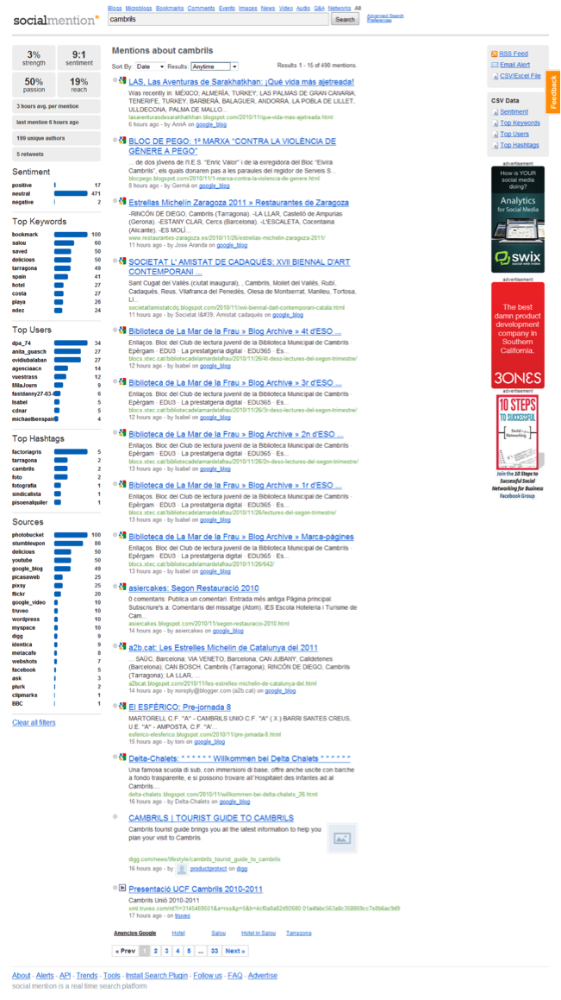 Blogs Microblogs Bookmarks Comments Events Images News Video Audio Q&A Networks All
socialmention*
cambrils
Search
Advanced Search
Preferences
3%
strength
9:1
sentiment
50%
passion
19%
reach
3 hours avg. per mention
last mention 6 hours ago
199 unique authors
5 retweets
Sentiment
positive 17
neutral 471
negative 2
Top Keywords
bookmark 100
salou 60
saved 50
delicious 50
tarragona 49
spain 41
hotel 27
costa 27
playa 26
ndez 24
Top Users
dpa_74 34
anita_guasch 27
ovidiubalaban 27
agenciaacn 14
vuestrass 12
MilaJourn 9
fastdanny27-03- 6
Isabel 5
cdnar 5
michaelbenspain 4
Top Hashtags
factoriagris 5
tarragona 2
cambrils 2
foto 2
fotografia 1
sindicalista 1
pisoenalquiler 1
Sources
photobucket 100
stumbleupon 86
delicious 50
youtube 50
google_blog 49
picasaweb 25
pixsy 25
flickr 20
google_video 10
truveo 10
wordpress 10
myspace 10
digg 9
identica 9
metacafe 8
webshots 7
facebook 5
ask 3
plurk 2
clipmarks 1
BBC 1
Clear all filters
Mentions about cambrils
Sort By: Date Results: Anytime Results 1 - 15 of 490 mentions.
LAS, Las Aventuras de Sarakhatkhan: ¡Qué vida más ajetreada!
Was recently in: MÉXICO; ALMERÍA, TURKEY, LAS PALMAS DE GRAN CANARIA,
TENERIFE, TURKEY, BARBERÀ, BALAGUER, ANDORRA, LA POBLA DE LILLET,
ULLDECONA, PALMA DE MALLO...
lasaventurasdesarakhatkhan.blogspot.com/2010/11/que-vida-mas-ajetreada.html
6 hours ago - by AnnA on google_blog
BLOC DE PEGO: 1ª MARXA “CONTRA LA VIOLÈNCIA DE
GÈNERE A PEGO”
... de dos jóvens de l'I.E.S. “Enric Valor” i de la exregidora del Bloc “Elvira
Cambrils”, els quals donaren pas a les paraules del regidor de Serveis S...
blocpego.blogspot.com/2010/11/1-marxa-contra-la-violencia-de-genere.html
8 hours ago - by Germà on google_blog
Estrellas Michelin Zaragoza 2011 » Restaurantes de Zaragoza
-RINCÓN DE DIEGO, Cambrils (Tarragona). -LA LLAR, Castelló de Ampurias
(Gerona). -ESTANY CLAR, Cercs (Barcelona). -L'ESCALETA, Cocentaina
(Alicante). -ES MOLÍ...
www.restaurantes-zaragoza.es/2010/11/26/estrellas-michelin-zaragoza-2011/
11 hours ago - by Jose Aranda on google_blog
SOCIETAT L' AMISTAT DE CADAQUÉS: XVII BIENNAL D'ART
CONTEMPORANI ...
Sant Cugat del Vallès (ciutat inaugural), , Cambrils, Mollet del Vallès, Rubí,
Cadaqués, Reus, Vilafranca del Penedès, Olesa de Montserrat, Manlleu, Tortosa,
Ll...
societatlamistatcdq.blogspot.com/2010/11/xvii-biennal-dart-contemporani-catala.html
11 hours ago - by Societat l&#39; Amistat cadaqués on google_blog
Biblioteca de La Mar de la Frau » Blog Archive » 4t d'ESO ...
Enllaços. Bloc del Club de lectura juvenil de la Biblioteca Municipal de Cambrils ·
Epèrgam · EDU3 · La prestatgeria digital · EDU365 · Es...
blocs.xtec.cat/bibliotecadelamardelafrau/2010/11/26/4t-deso-lectures-del-segon-trimestre/
12 hours ago - by Isabel on google_blog
Biblioteca de La Mar de la Frau » Blog Archive » 3r d'ESO ...
Enllaços. Bloc del Club de lectura juvenil de la Biblioteca Municipal de Cambrils ·
Epèrgam · EDU3 · La prestatgeria digital · EDU365 · Es...
blocs.xtec.cat/bibliotecadelamardelafrau/2010/11/26/3r-deso-lectures-del-segon-trimestre/
12 hours ago - by Isabel on google_blog
Biblioteca de La Mar de la Frau » Blog Archive » 2n d'ESO ...
Enllaços. Bloc del Club de lectura juvenil de la Biblioteca Municipal de Cambrils ·
Epèrgam · EDU3 · La prestatgeria digital · EDU365 · Es...
blocs.xtec.cat/bibliotecadelamardelafrau/2010/11/26/2n-deso-lectures-del-segon-trimestre/
13 hours ago - by Isabel on google_blog
Biblioteca de La Mar de la Frau » Blog Archive » 1r d'ESO ...
Enllaços. Bloc del Club de lectura juvenil de la Biblioteca Municipal de Cambrils ·
Epèrgam · EDU3 · La prestatgeria digital · EDU365 · Es...
blocs.xtec.cat/bibliotecadelamardelafrau/2010/11/26/lectures-del-segon-trimestre/
13 hours ago - by Isabel on google_blog
Biblioteca de La Mar de la Frau » Blog Archive » Marca-pàgines
Enllaços. Bloc del Club de lectura juvenil de la Biblioteca Municipal de Cambrils ·
Epèrgam · EDU3 · La prestatgeria digital · EDU365 · Es...
blocs.xtec.cat/bibliotecadelamardelafrau/2010/11/26/642/
13 hours ago - by Isabel on google_blog
asiercakes: Segon Restauració 2010
0 comentaris: Publica un comentari. Entrada més antiga Pàgina principal.
Subscriure's a: Comentaris del missatge (Atom). IES Escola Hoteleria i Turisme de
Cam...
asiercakes.blogspot.com/2010/11/segon-restauracio-2010.html
14 hours ago - by asiercakes on google_blog
a2b.cat: Les Estrelles Michelin de Catalunya del 2011
... SAÜC, Barcelona; VIA VENETO, Barcelona; CAN JUBANY, Calldetenes
(Barcelona); CAN BOSCH, Cambrils (Tarragona), RINCÓN DE DIEGO, Cambrils
(Tarragona); LA LLAR, ...
a2bcat.blogspot.com/2010/11/les-estrelles-michelin-de-catalunya-del.html
14 hours ago - by noreply@blogger.com (a2b.cat) on google_blog
El ESFÉRICO: Pre-jornada 8
MARTORELL C.F. "A" - CAMBRILS UNIO C.F. "A" ( X ) BARRI SANTES CREUS,
U.E. "A" - AMPOSTA, C.F. "A"...
esferico-elesferico.blogspot.com/2010/11/pre-jornada-8.html
15 hours ago - by toni on google_blog
Delta-Chalets: * * * * * * Willkommen bei Delta Chalets * * * * * *
Una famosa scuola di sub, con immersioni di base, offre anche uscite con barche
a fondo trasparente, e si possono trovare all´Hospitalet des Infantes ad al
Cambrils....
delta-chalets.blogspot.com/2010/11/willkommen-bei-delta-chalets_26.html
16 hours ago - by Delta-Chalets on google_blog
CAMBRILS | TOURIST GUIDE TO CAMBRILS
Cambrils tourist guide brings you all the latest information to help you
plan your visit to Cambrils.
digg.com/news/lifestyle/cambrils_tourist_guide_to_cambrils
16 hours ago - by productprotect on digg
Presentació UCF Cambrils 2010-2011
Cambrils Unió 2010-2011
17 hours ago - on truveo
Anuncios Google Hotel Salou Hotel in Salou Tarragona
« Prev 1 2 3 4 5 ... 33 Next »
RSS Feed
Email Alert
CSV/Excel File
Feedback
CSV Data
Sentiment
Top Keywords
Top Users
Top Hashtags
advertisement
How is YOUR
social media
doing?
Analytics
for Social Media
swix
social web index
advertisement
The best
damn product
development
company in
Southern
California.
3ONES
advertisement
10 STEPS
TO SUCCESSFUL
Social
Networking
Join the 10 Steps to
Successful Social
Networking for Business
Facebook Group
About - Alerts - API - Trends - Tools - Install Search Plugin - Follow us - FAQ - Advertise
social mention is a real time search platform